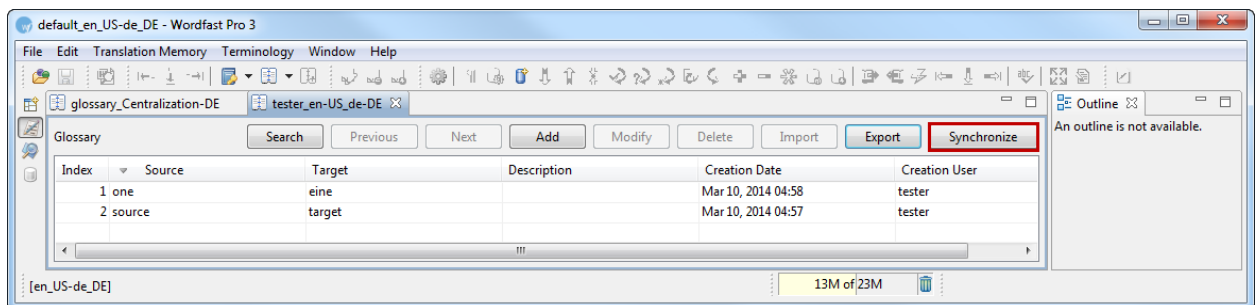 default_en_US-de_DE - Wordfast Pro 3
File Edit Translation Memory Terminology Window Help
glossary_Centralization-DE tester_en-US_de-DE Outline
Glossary Search Previous Next Add Modify Delete Import Export Synchronize An outline is not available.
Index Source Target Description Creation Date Creation User
1 one eine Mar 10, 2014 04:58 tester
2 source target Mar 10, 2014 04:57 tester
[en_US-de_DE] 13M of 23M